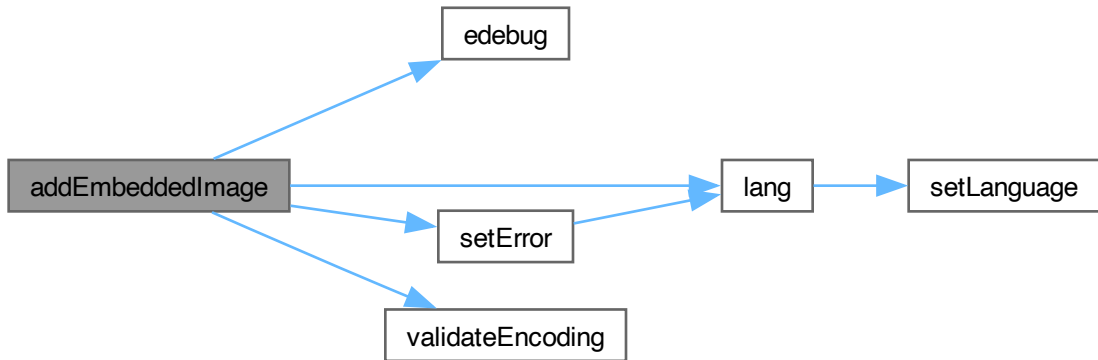 edebug
addEmbeddedImage
lang
setLanguage
setError
validateEncoding